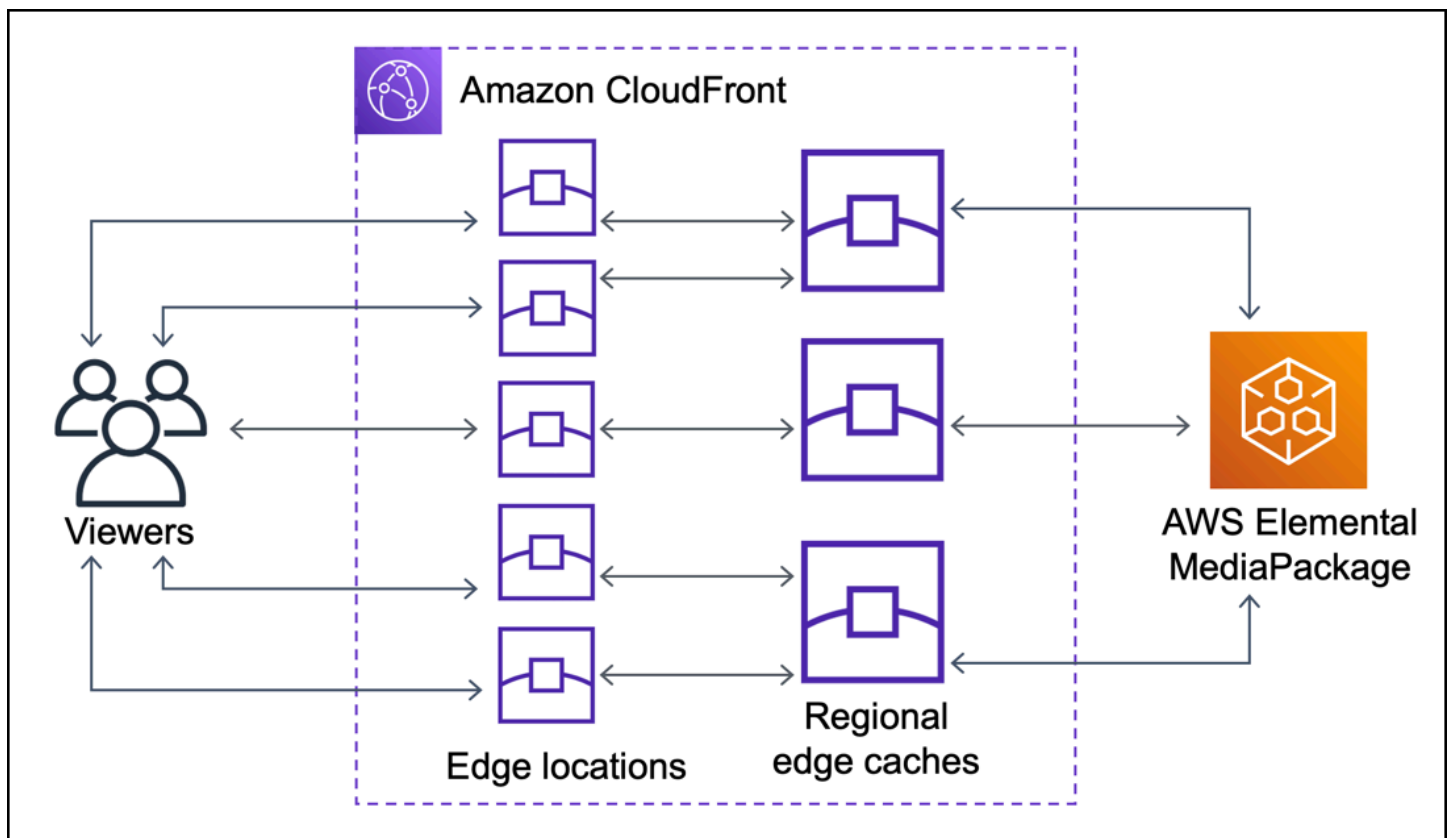 Amazon CloudFront
Viewers
Edge locations
Regional
edge caches
AWS Elemental
MediaPackage